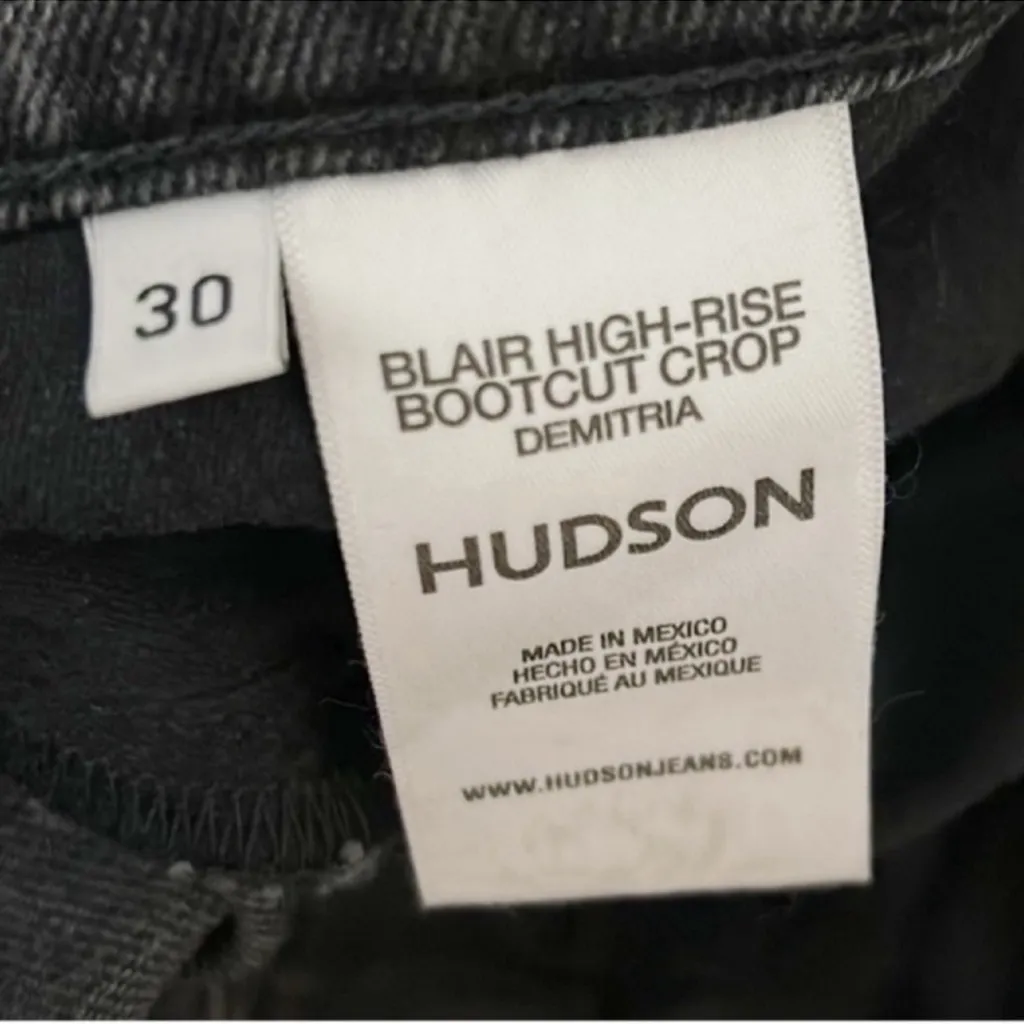 30
BLAIR HIGH-RISE
BOOTCUT CROP
DEMITRIA
HUDSON
MADE IN MEXICO
HECHO EN MÉXICO
FABRIQUÉ AU MEXIQUE
WWW.HUDSONJEANS.COM